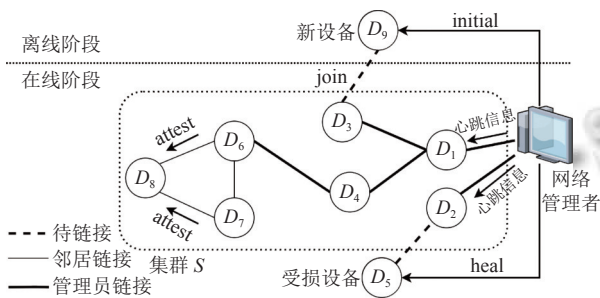 新设备
D9
initial
离线阶段
在线阶段
join
心跳信息
attest
D3
D6
D1
D8
D4
心跳信息
网络
管理者
attest
D7
D2
待链接
邻居链接
集群 S
管理员链接
受损设备
D5
heal